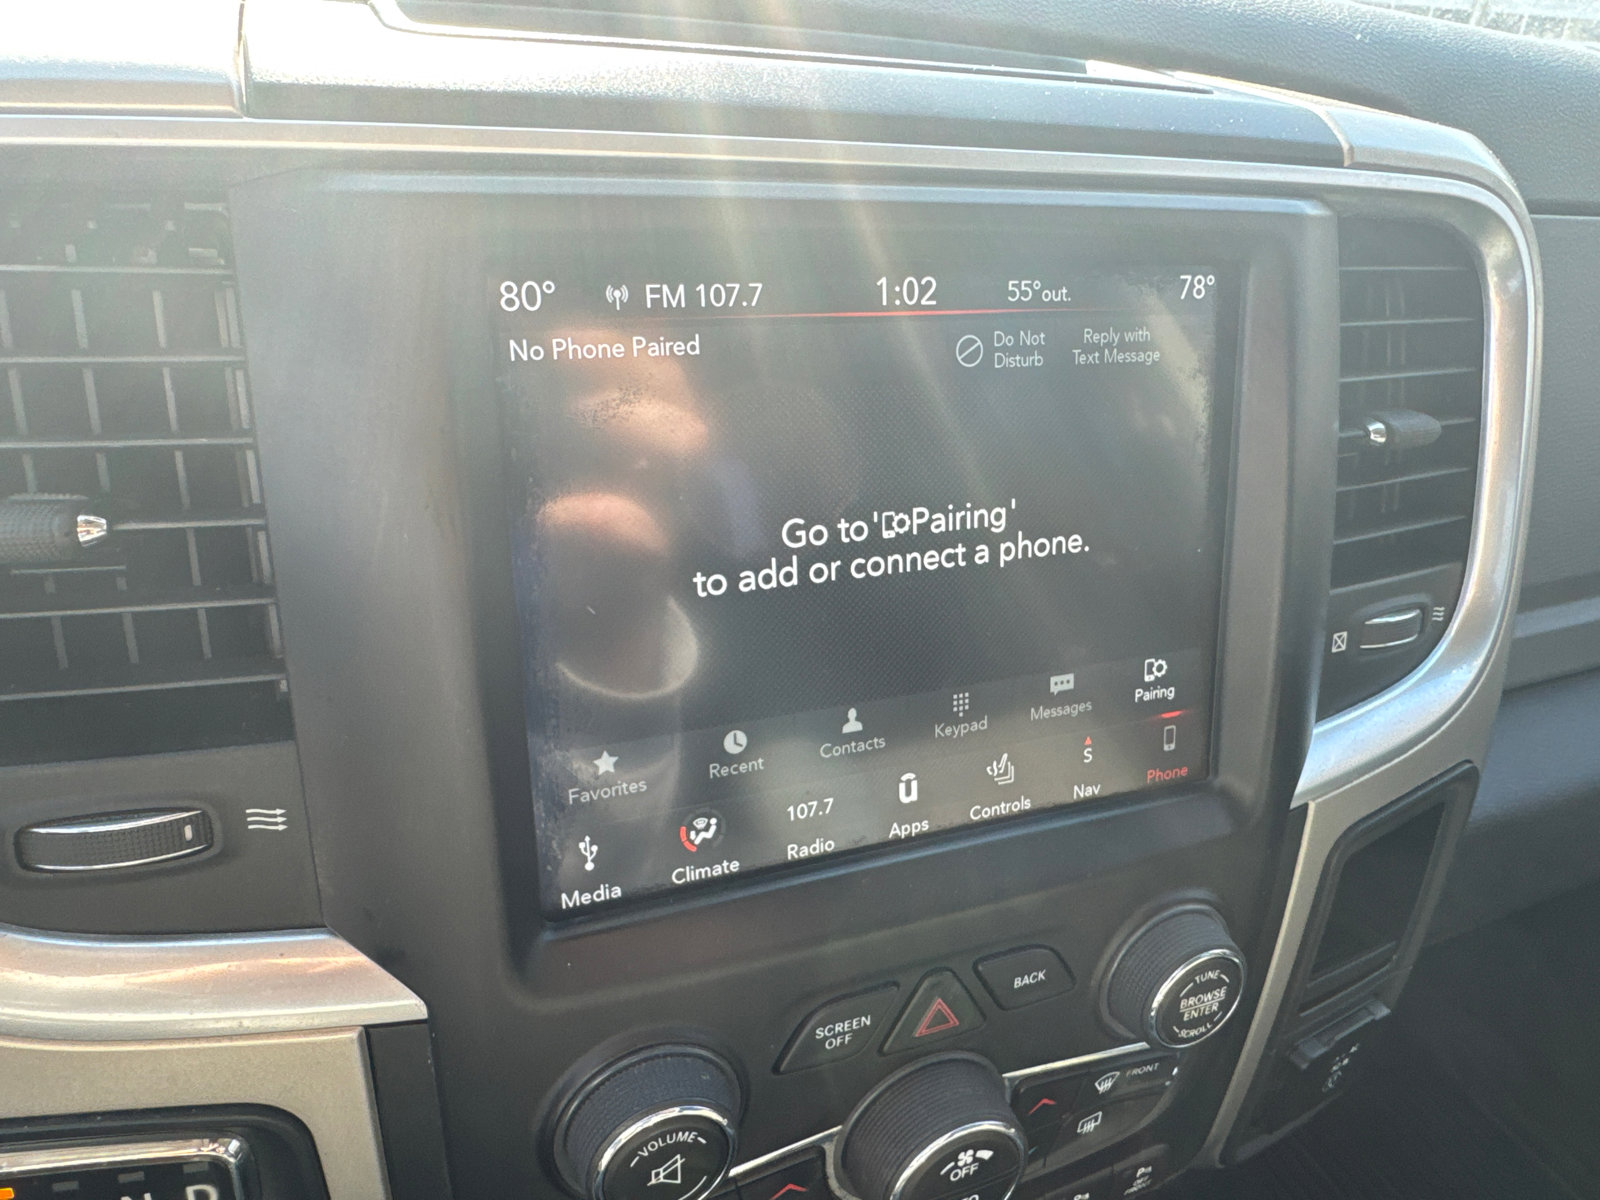 80° FM 107.7 1:02 55°out. 78°
No Phone Paired
Do Not
Disturb
Reply with
Text Message
Go to 'Pairing'
to add or connect a phone.
Favorites Recent Contacts Keypad Messages Pairing
107.7
S
Media Climate Radio Apps Controls Nav Phone
SCREEN
OFF
BACK
TUNE
BROWSE
ENTER
SCROLL
FRONT
VOLUME
OFF
N D